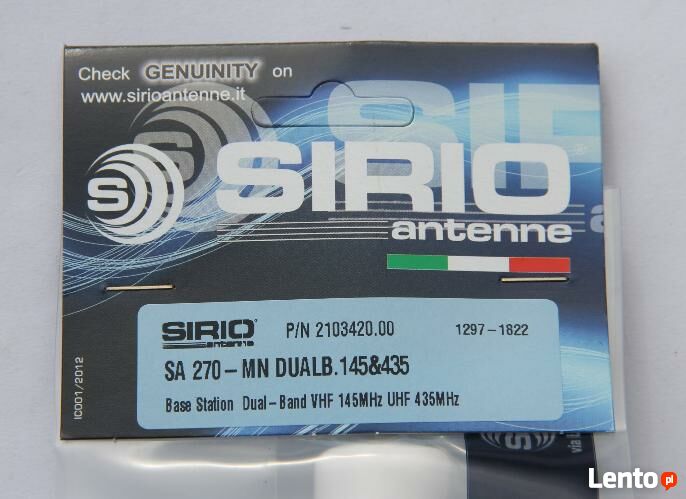 Check GENUINITY on
www.sirioantenne.it
SIRIO
antenne
S
SIRIO
antenne
P/N 2103420.00
1297-1822
SA 270-MN DUALB.145&435
Base Station Dual-Band VHF 145MHz UHF 435MHz
IC001/2012
S
via
Lento pl